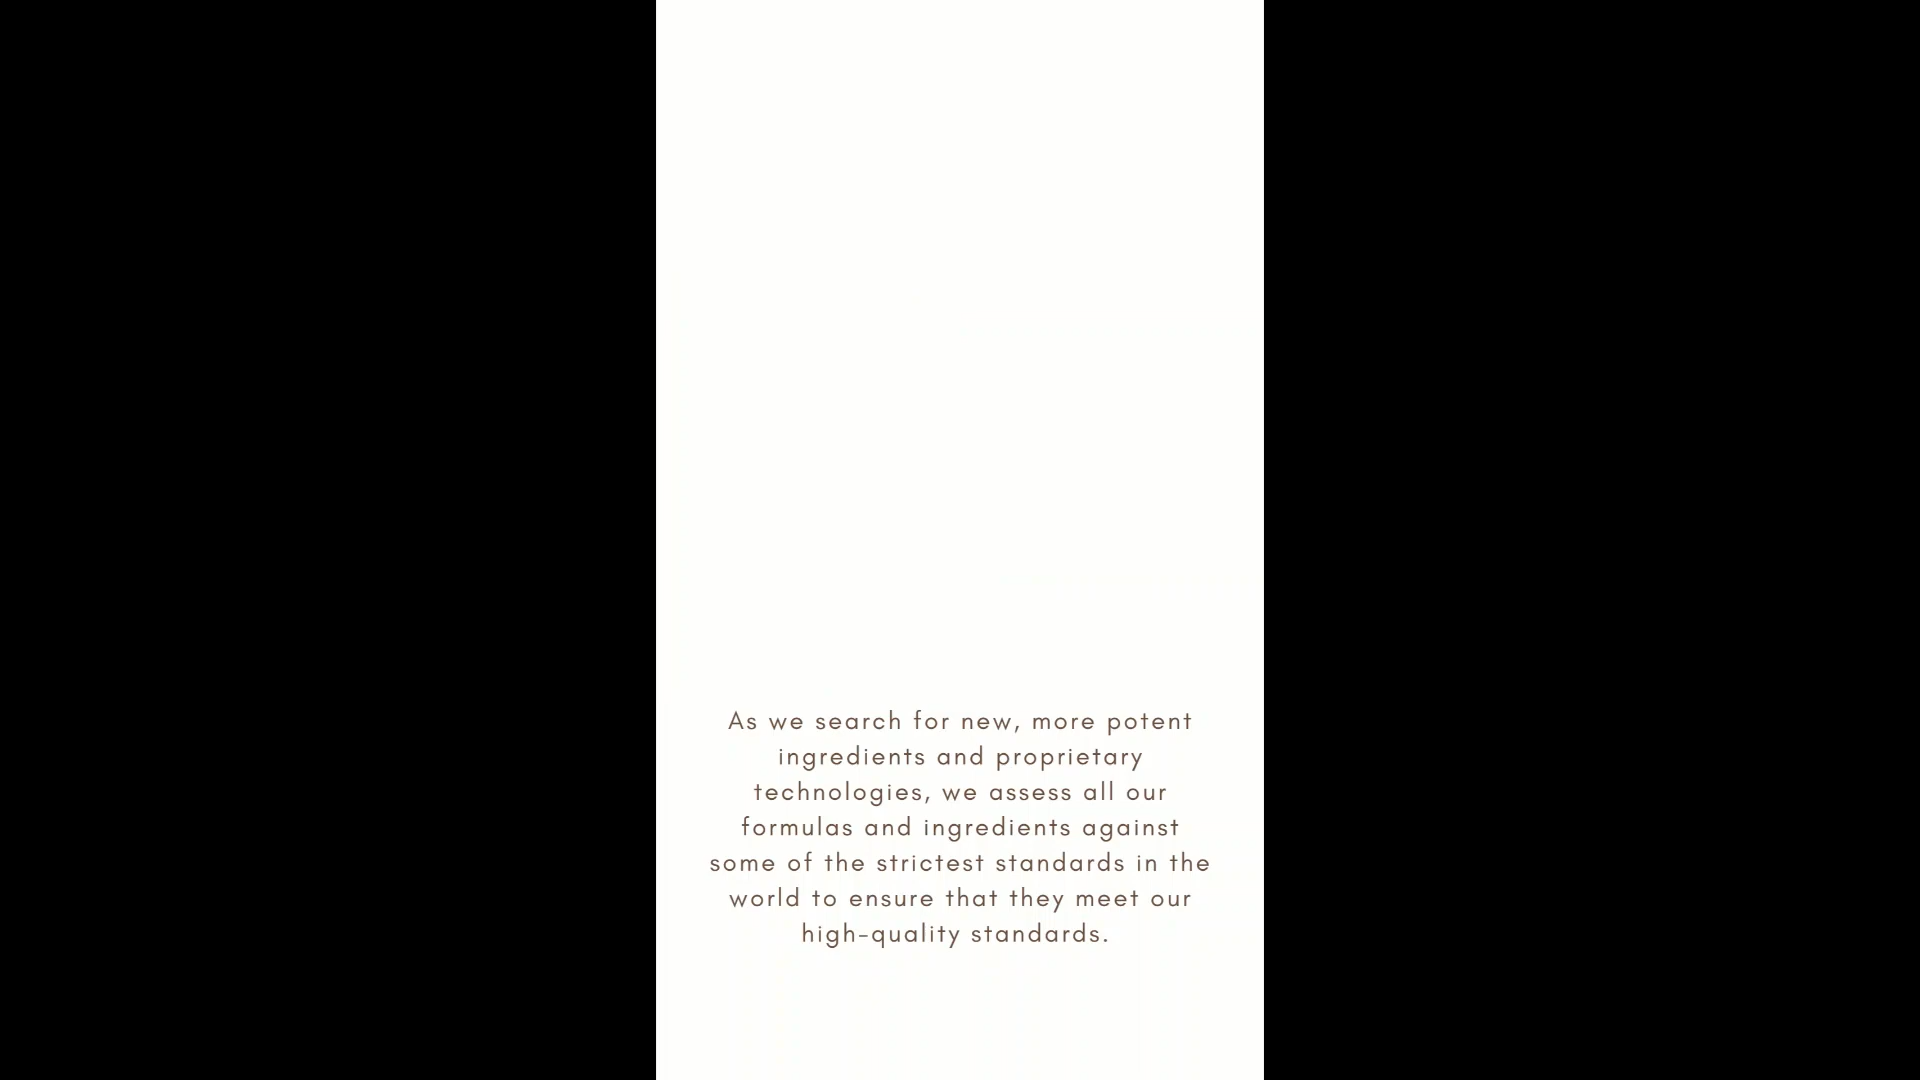 As we search for new, more potent
ingredients and proprietary
technologies, we assess all our
formulas and ingredients against
some of the strictest standards in the
world to ensure that they meet our
high-quality standards.